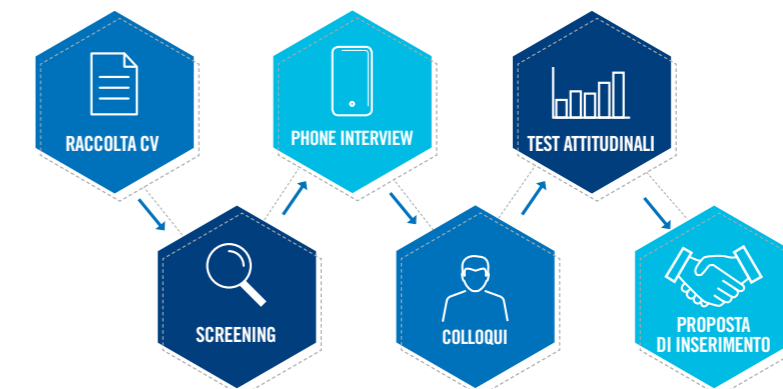 RACCOLTA CV
SCREENING
PHONE INTERVIEW
COLLOQUI
TEST ATTITUDINALI
PROPOSTA
DI INSERIMENTO